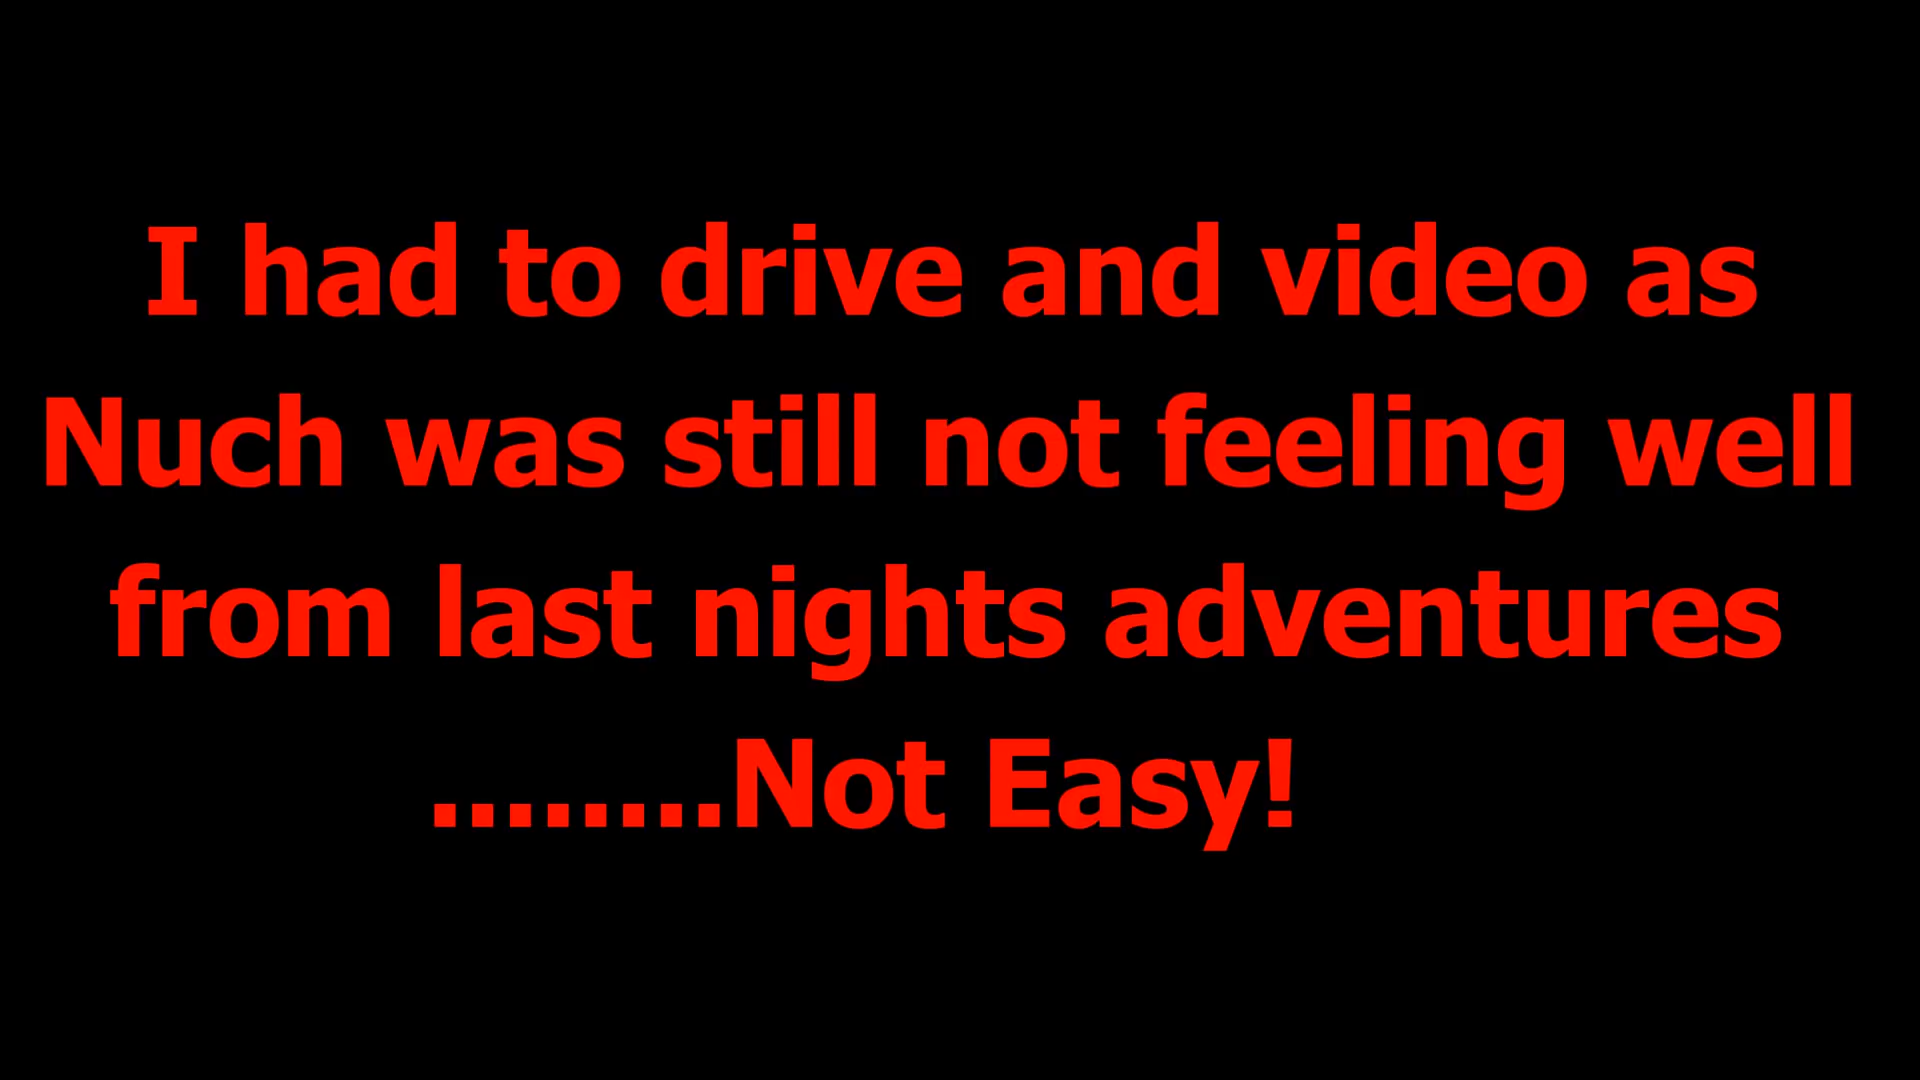 I had to drive and video as
Nuch was still not feeling well
from last nights adventures
........Not Easy!